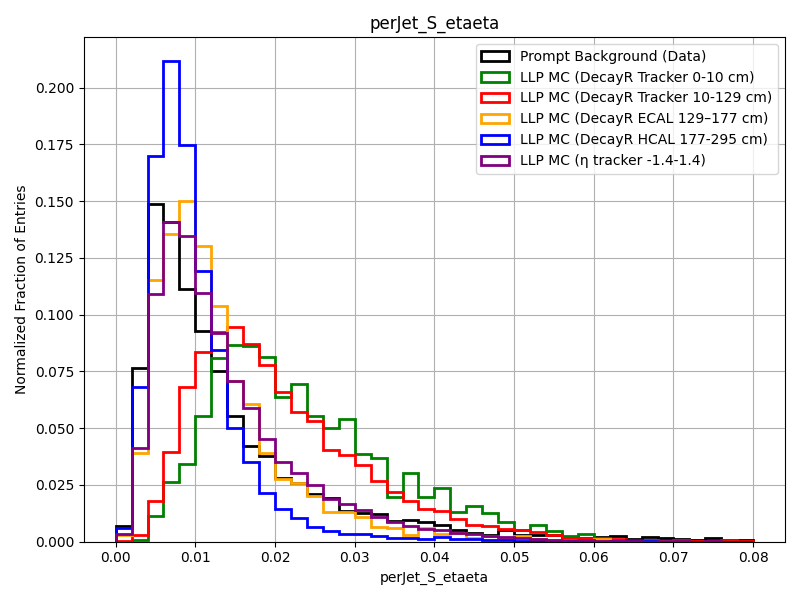 perJet_S_etaeta
Prompt Background (Data)
LLP MC (DecayR Tracker 0-10 cm)
LLP MC (DecayR Tracker 10-129 cm)
LLP MC (DecayR ECAL 129–177 cm)
LLP MC (DecayR HCAL 177-295 cm)
LLP MC (η tracker -1.4-1.4)
Normalized Fraction of Entries
0.200
0.175
0.150
0.125
0.100
0.075
0.050
0.025
0.000
0.00 0.01 0.02 0.03 0.04 0.05 0.06 0.07 0.08
perJet_S_etaeta